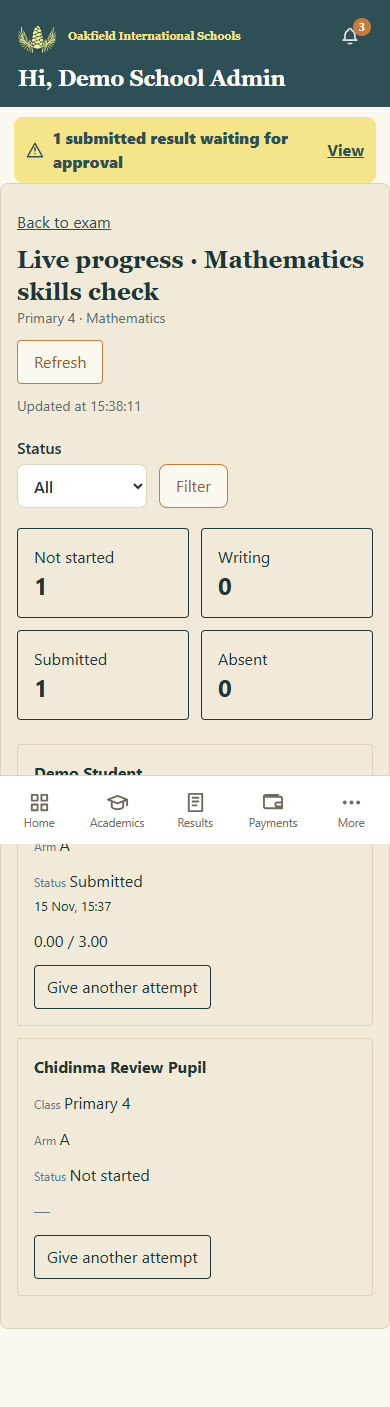 Oakfield International Schools
3
Hi, Demo School Admin
1 submitted result waiting for
approval
View
Back to exam
Live progress · Mathematics
skills check
Primary 4 · Mathematics
Refresh
Updated at 15:38:11
Status
All
Filter
Not started
1
Writing
0
Submitted
1
Absent
0
Demo Student
Home
Academics
Results
Payments
More
Arm A
Status Submitted
15 Nov, 15:37
0.00 / 3.00
Give another attempt
Chidinma Review Pupil
Class Primary 4
Arm A
Status Not started
—
Give another attempt